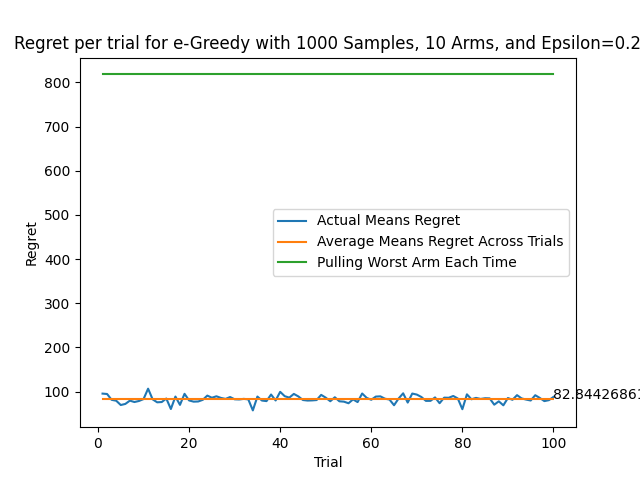 Regret per trial for e-Greedy with 1000 Samples, 10 Arms, and Epsilon=0.2
800
700
600
500
400
300
200
100
Regret
Actual Means Regret
Average Means Regret Across Trials
Pulling Worst Arm Each Time
82.84426861
0 20 40 60 80 100
Trial